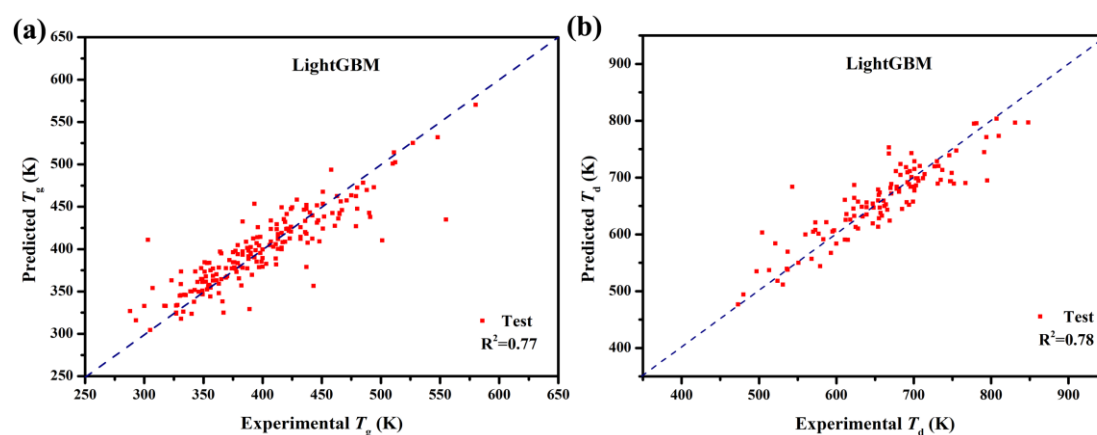 (a)
LightGBM
650
600
550
500
450
400
350
300
250
Predicted Tg (K)
Test
R²=0.77
250 300 350 400 450 500 550 600 650
Experimental Tg (K)
(b)
LightGBM
900
800
700
600
500
400
Predicted Td (K)
Test
R²=0.78
400 500 600 700 800 900
Experimental Td (K)